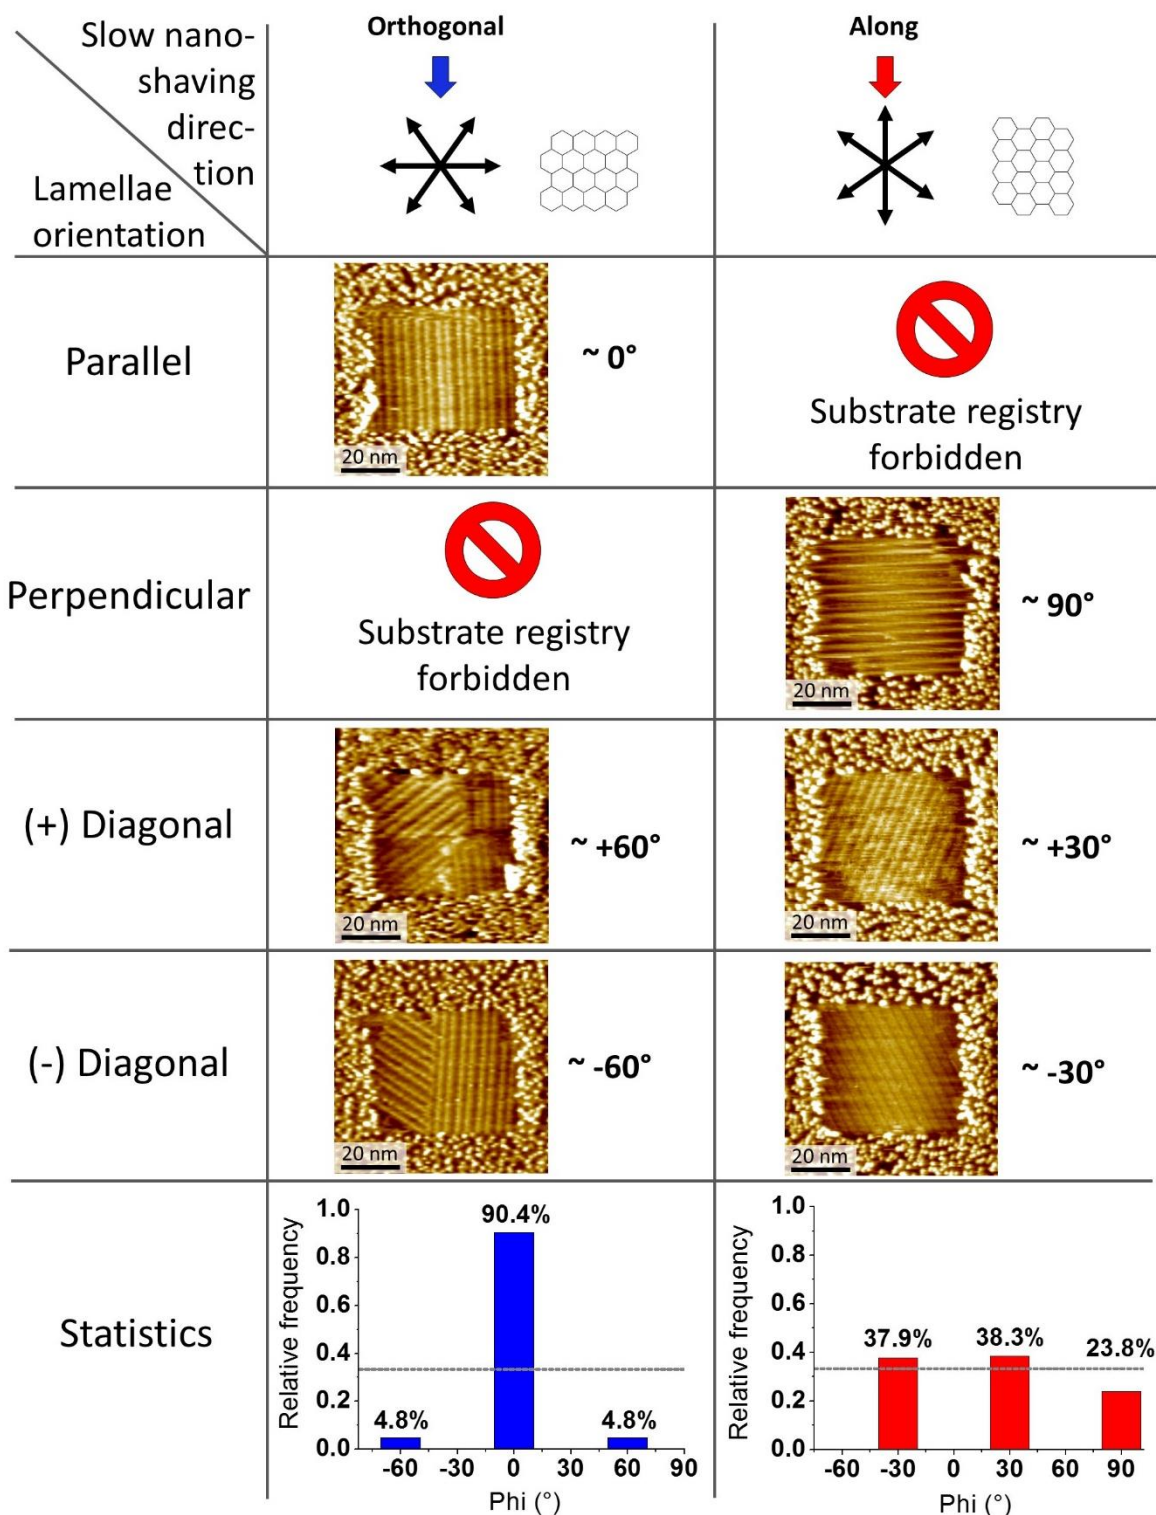 Slow nano-
shaving
direc-
tion
Lamellae
orientation
Orthogonal
Along
Parallel
20 nm
~ 0°
Substrate registry
forbidden
Perpendicular
Substrate registry
forbidden
20 nm
~ 90°
(+) Diagonal
20 nm
~ +60°
20 nm
~ +30°
(-) Diagonal
20 nm
~ -60°
20 nm
~ -30°
Statistics
Relative frequency
1.0
0.8
0.6
0.4
0.2
0.0
4.8%
90.4%
4.8%
-60 -30 0 30 60 90
Phi (°)
Relative frequency
1.0
0.8
0.6
0.4
0.2
0.0
37.9%
38.3%
23.8%
-60 -30 0 30 60 90
Phi (°)